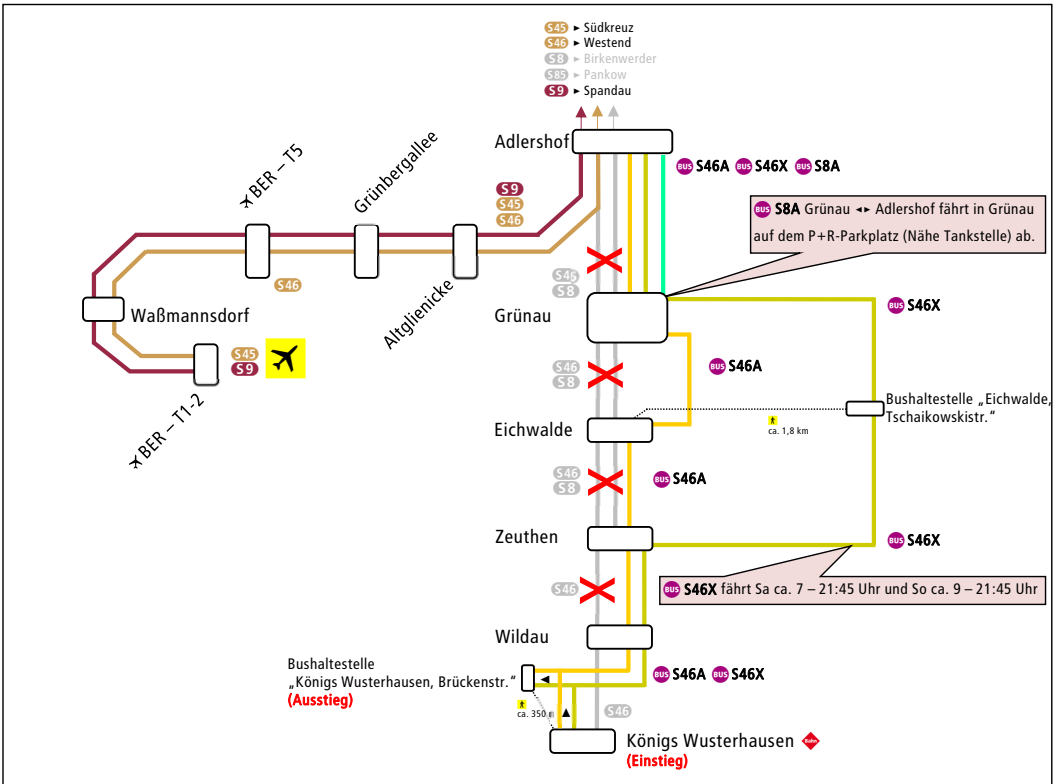 S45 ► Südkreuz
S46 ► Westend
S8 ► Birkenwerder
S85 ► Pankow
S9 ► Spandau
Adlershof
BUS S46A BUS S46X BUS S8A
BER – T5
Grünbergallee
S9
S45
S46
BUS S8A Grünau ◄► Adlershof fährt in Grünau
auf dem P+R-Parkplatz (Nähe Tankstelle) ab.
S46
S46
S8
Altglienicke
Waßmannsdorf
Grünau
BUS S46X
S45
S9
BER – T1-2
S46
S8
BUS S46A
Bushaltestelle „Eichwalde,
Tschaikowskistr.“
ca. 1,8 km
Eichwalde
S46
S8
BUS S46A
Zeuthen
BUS S46X
S46
BUS S46X fährt Sa ca. 7 – 21:45 Uhr und So ca. 9 – 21:45 Uhr
Wildau
Bushaltestelle
„Königs Wusterhausen, Brückenstr.“
(Ausstieg)
BUS S46A BUS S46X
ca. 350 m
S46
Königs Wusterhausen Bahn
(Einstieg)